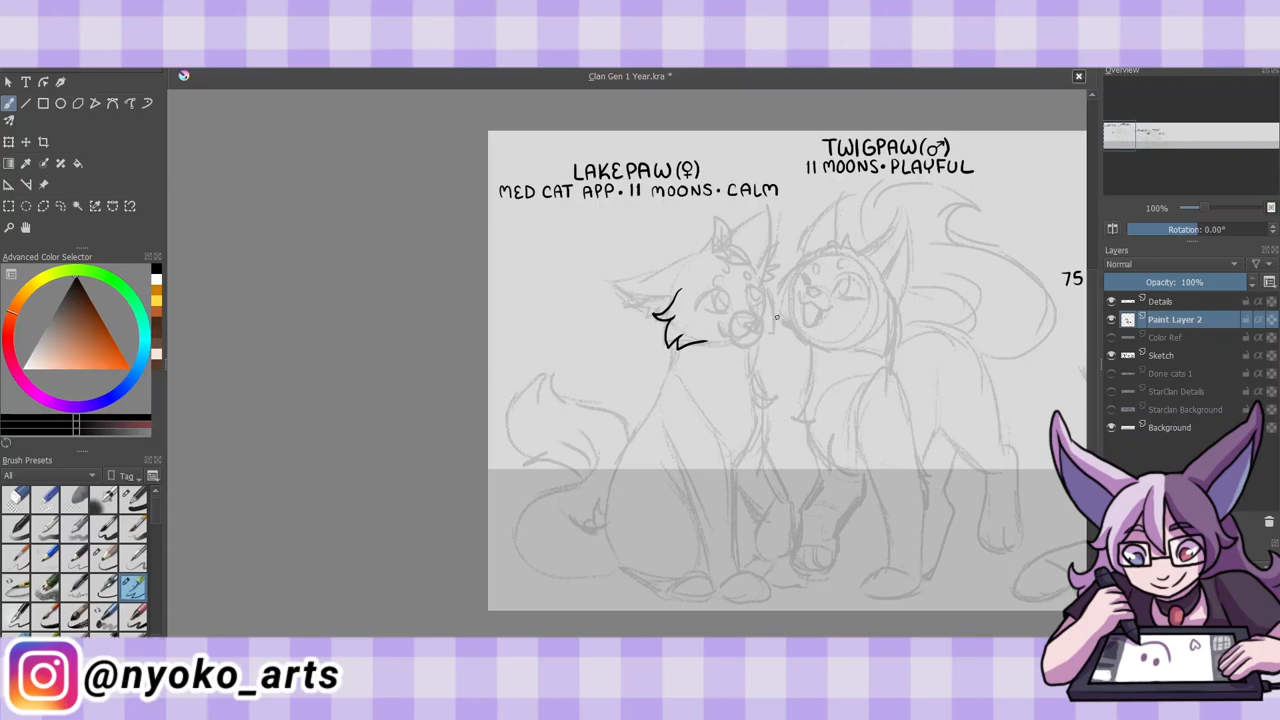 Clan Gen 1 Year.kra *
Overview
100%
Rotation: 0.00°
Layers
Normal
Opacity: 100%
Details
Paint Layer 2
Color Ref
Sketch
Done cats 1
StarClan Details
Starclan Background
Background
Advanced Color Selector
Brush Presets
All
Tag
LAKEPAW(♀)
MED CAT APP • 11 MOONS • CALM
TWIGPAW(♂)
11 MOONS • PLAYFUL
75
@nyoko_arts